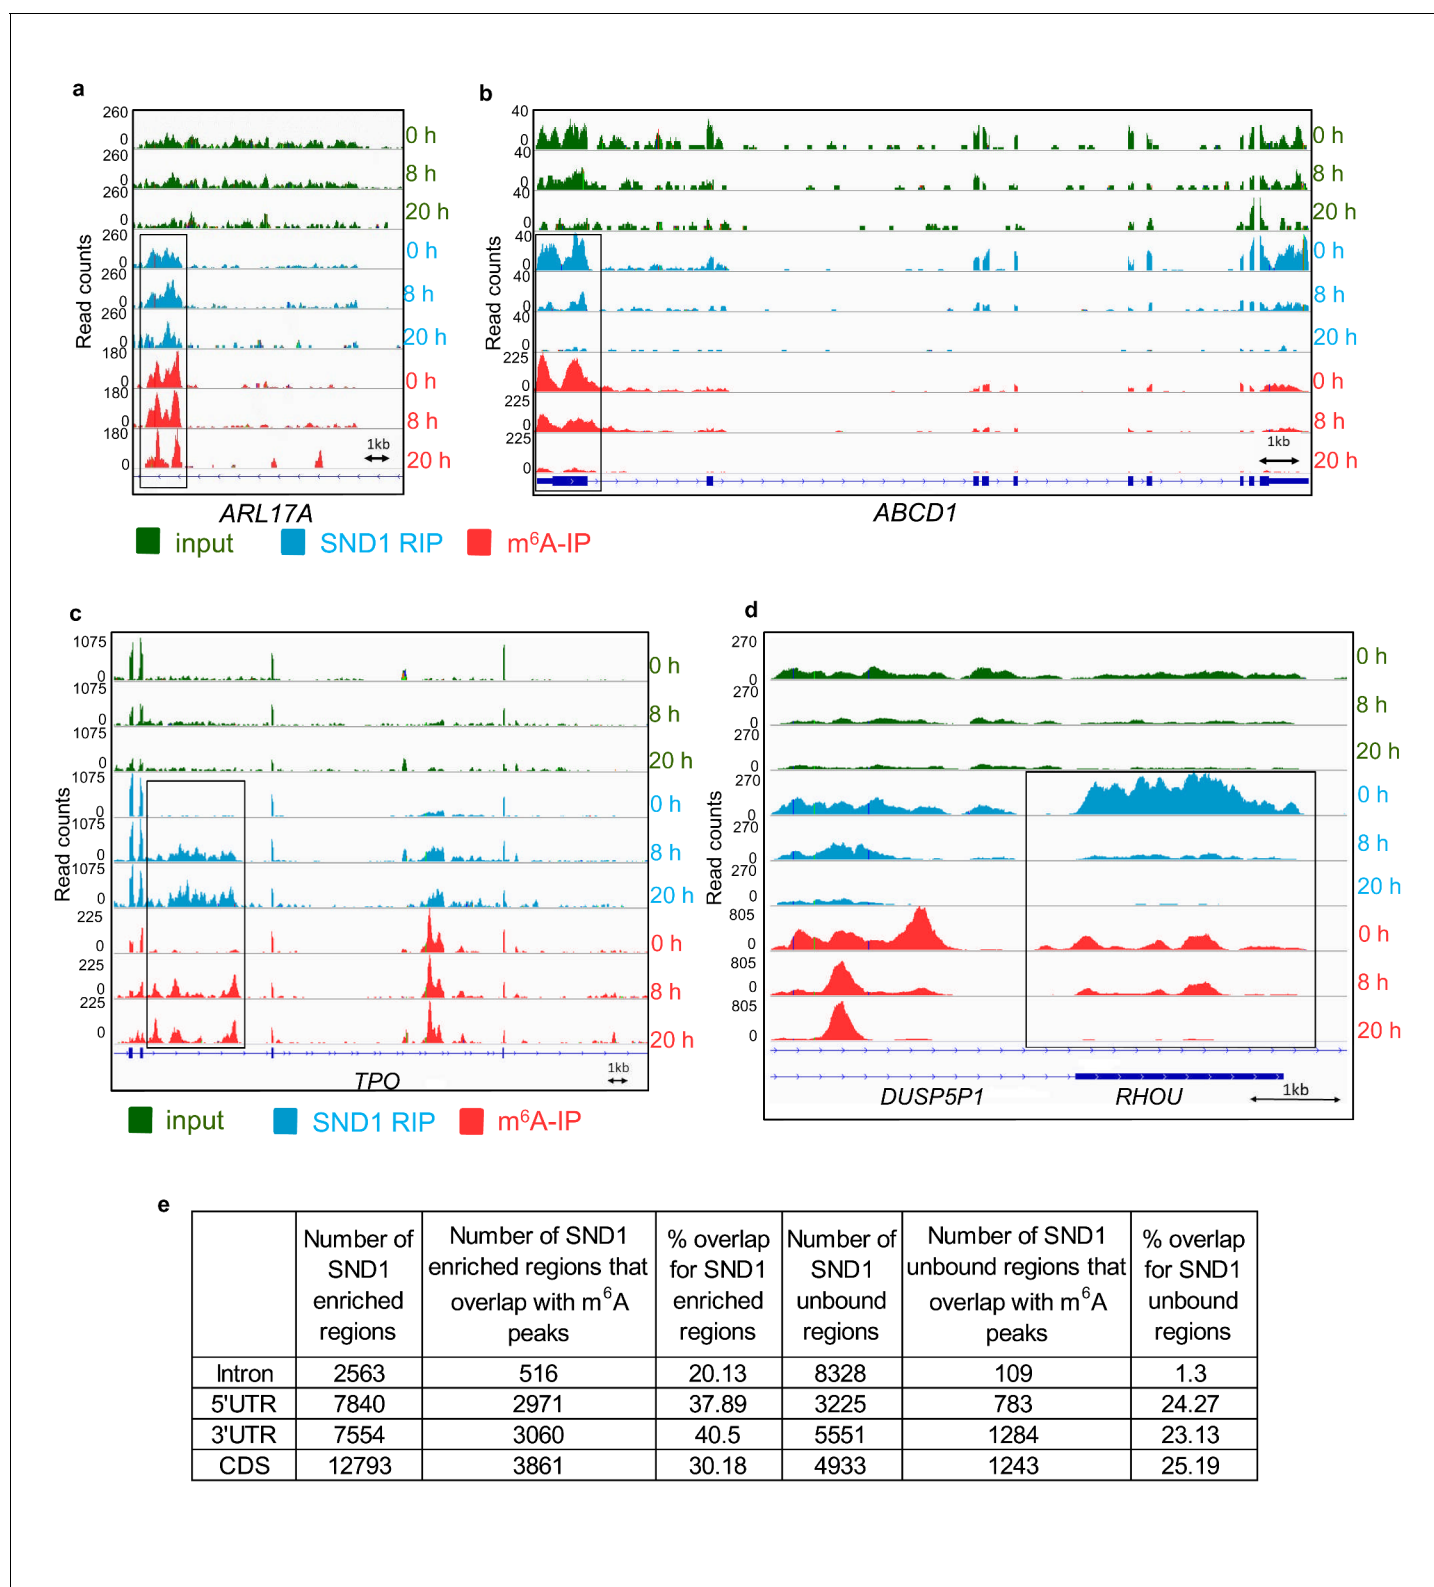 a
260
0
0 h
260
0
8 h
260
0
20 h
260
0
0 h
260
0
8 h
260
0
20 h
180
0
0 h
180
0
8 h
180
0
20 h
1kb
Read counts
ARL17A
b
40
0
0 h
40
0
8 h
40
0
20 h
40
0
0 h
40
0
8 h
40
0
20 h
225
0
0 h
225
0
8 h
225
0
20 h
1kb
ABCD1
input SND1 RIP m⁶A-IP
c
1075
0
0 h
1075
0
8 h
1075
0
20 h
1075
0
0 h
1075
0
8 h
1075
0
20 h
225
0
0 h
225
0
8 h
225
0
20 h
Read counts
TPO
1kb
d
270
0
0 h
270
0
8 h
270
0
20 h
270
0
0 h
270
0
8 h
270
0
20 h
805
0
0 h
805
0
8 h
805
0
20 h
Read counts
DUSP5P1 RHOU 1kb
input SND1 RIP m⁶A-IP
e
Number of SND1 enriched regions
Number of SND1 enriched regions that overlap with m⁶A peaks
% overlap for SND1 enriched regions
Number of SND1 unbound regions
Number of SND1 unbound regions that overlap with m⁶A peaks
% overlap for SND1 unbound regions
Intron 2563 516 20.13 8328 109 1.3
5'UTR 7840 2971 37.89 3225 783 24.27
3'UTR 7554 3060 40.5 5551 1284 23.13
CDS 12793 3861 30.18 4933 1243 25.19